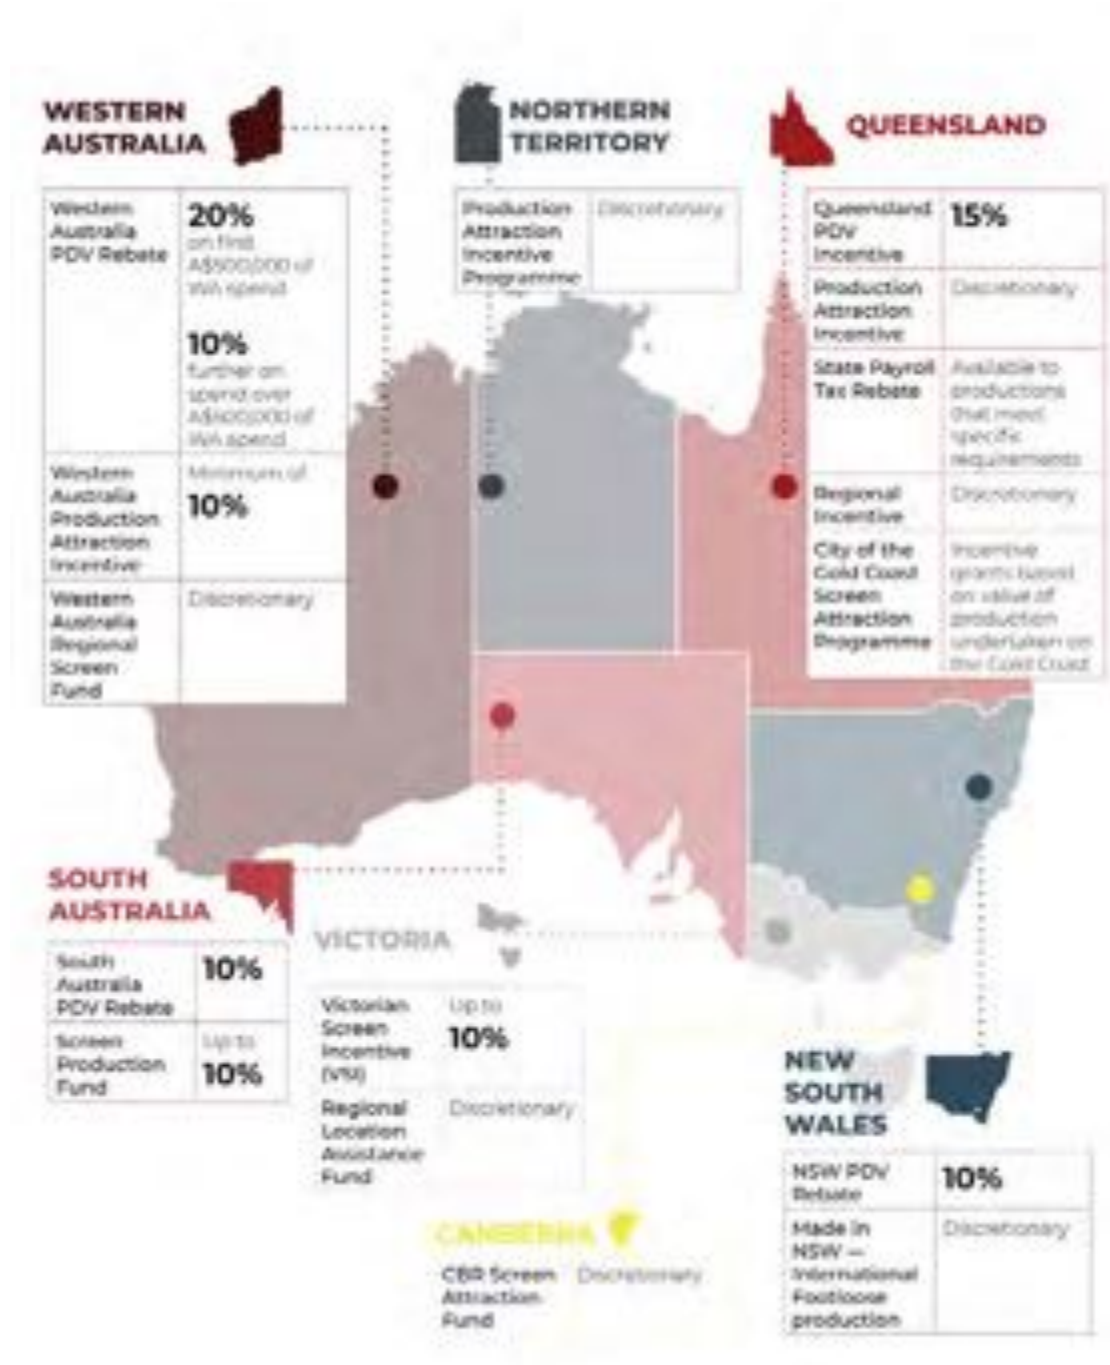 WESTERN
AUSTRALIA
Western
Australia
PDV Rebate
20%
on first
A$500,000 of
WA spend
10%
further on
spend over
A$500,000 of
WA spend
Western
Australia
Production
Attraction
Incentive
Minimum of
10%
Western
Australia
Regional
Screen
Fund
Discretionary
NORTHERN
TERRITORY
Production
Attraction
Incentive
Programme
Discretionary
QUEENSLAND
Queensland
PDV
Incentive
15%
Production
Attraction
Incentive
Discretionary
State Payroll
Tax Rebate
Available to
productions
that meet
specific
requirements
Regional
Incentive
Discretionary
City of the
Gold Coast
Screen
Attraction
Programme
Incentive
grants based
on value of
production
undertaken on
the Gold Coast
SOUTH
AUSTRALIA
South
Australia
PDV Rebate
10%
Screen
Production
Fund
Up to
10%
VICTORIA
Victorian
Screen
Incentive
(VSI)
Up to
10%
Regional
Location
Assistance
Fund
Discretionary
CANBERRA
CBR Screen
Attraction
Fund
Discretionary
NEW
SOUTH
WALES
NSW PDV
Rebate
10%
Made in
NSW –
International
Footloose
production
Discretionary